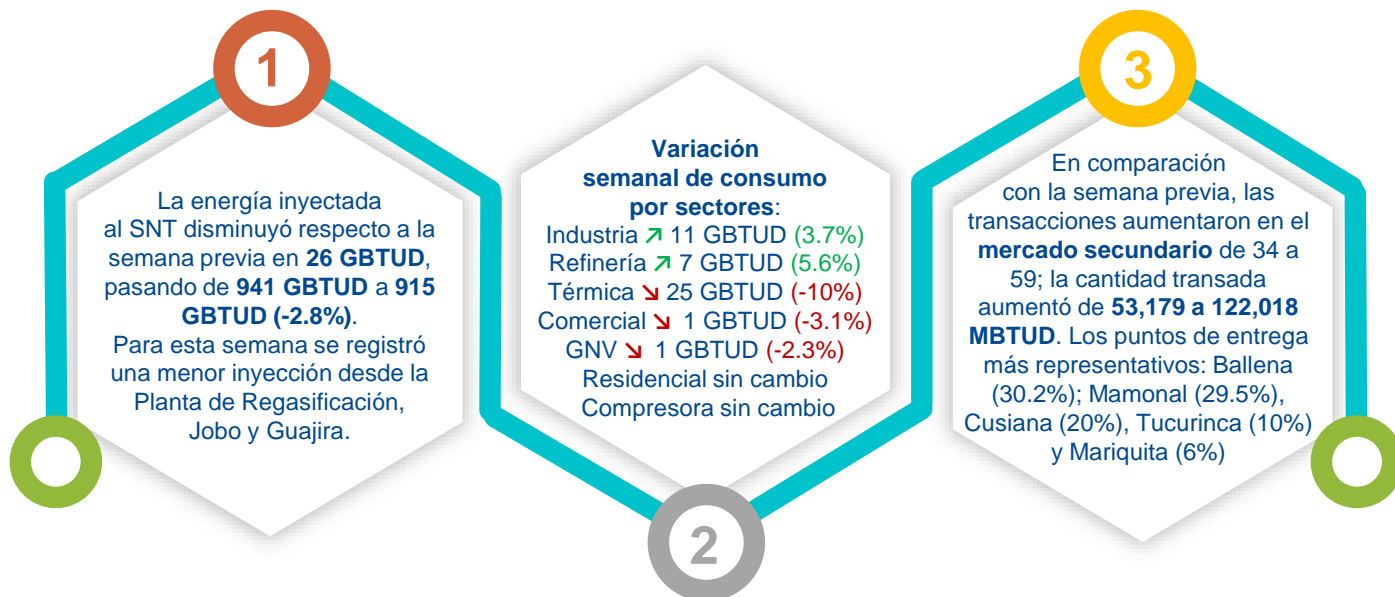 1
La energía inyectada
al SNT disminuyó respecto a la
semana previa en 26 GBTUD,
pasando de 941 GBTUD a 915
GBTUD (-2.8%).
Para esta semana se registró
una menor inyección desde la
Planta de Regasificación,
Jobo y Guajira.
Variación
semanal de consumo
por sectores:
Industria ↗ 11 GBTUD (3.7%)
Refinería ↗ 7 GBTUD (5.6%)
Térmica ↘ 25 GBTUD (-10%)
Comercial ↘ 1 GBTUD (-3.1%)
GNV ↘ 1 GBTUD (-2.3%)
Residencial sin cambio
Compresora sin cambio
2
3
En comparación
con la semana previa, las
transacciones aumentaron en el
mercado secundario de 34 a
59; la cantidad transada
aumentó de 53,179 a 122,018
MBTUD. Los puntos de entrega
más representativos: Ballena
(30.2%); Mamonal (29.5%),
Cusiana (20%), Tucurinca (10%)
y Mariquita (6%)